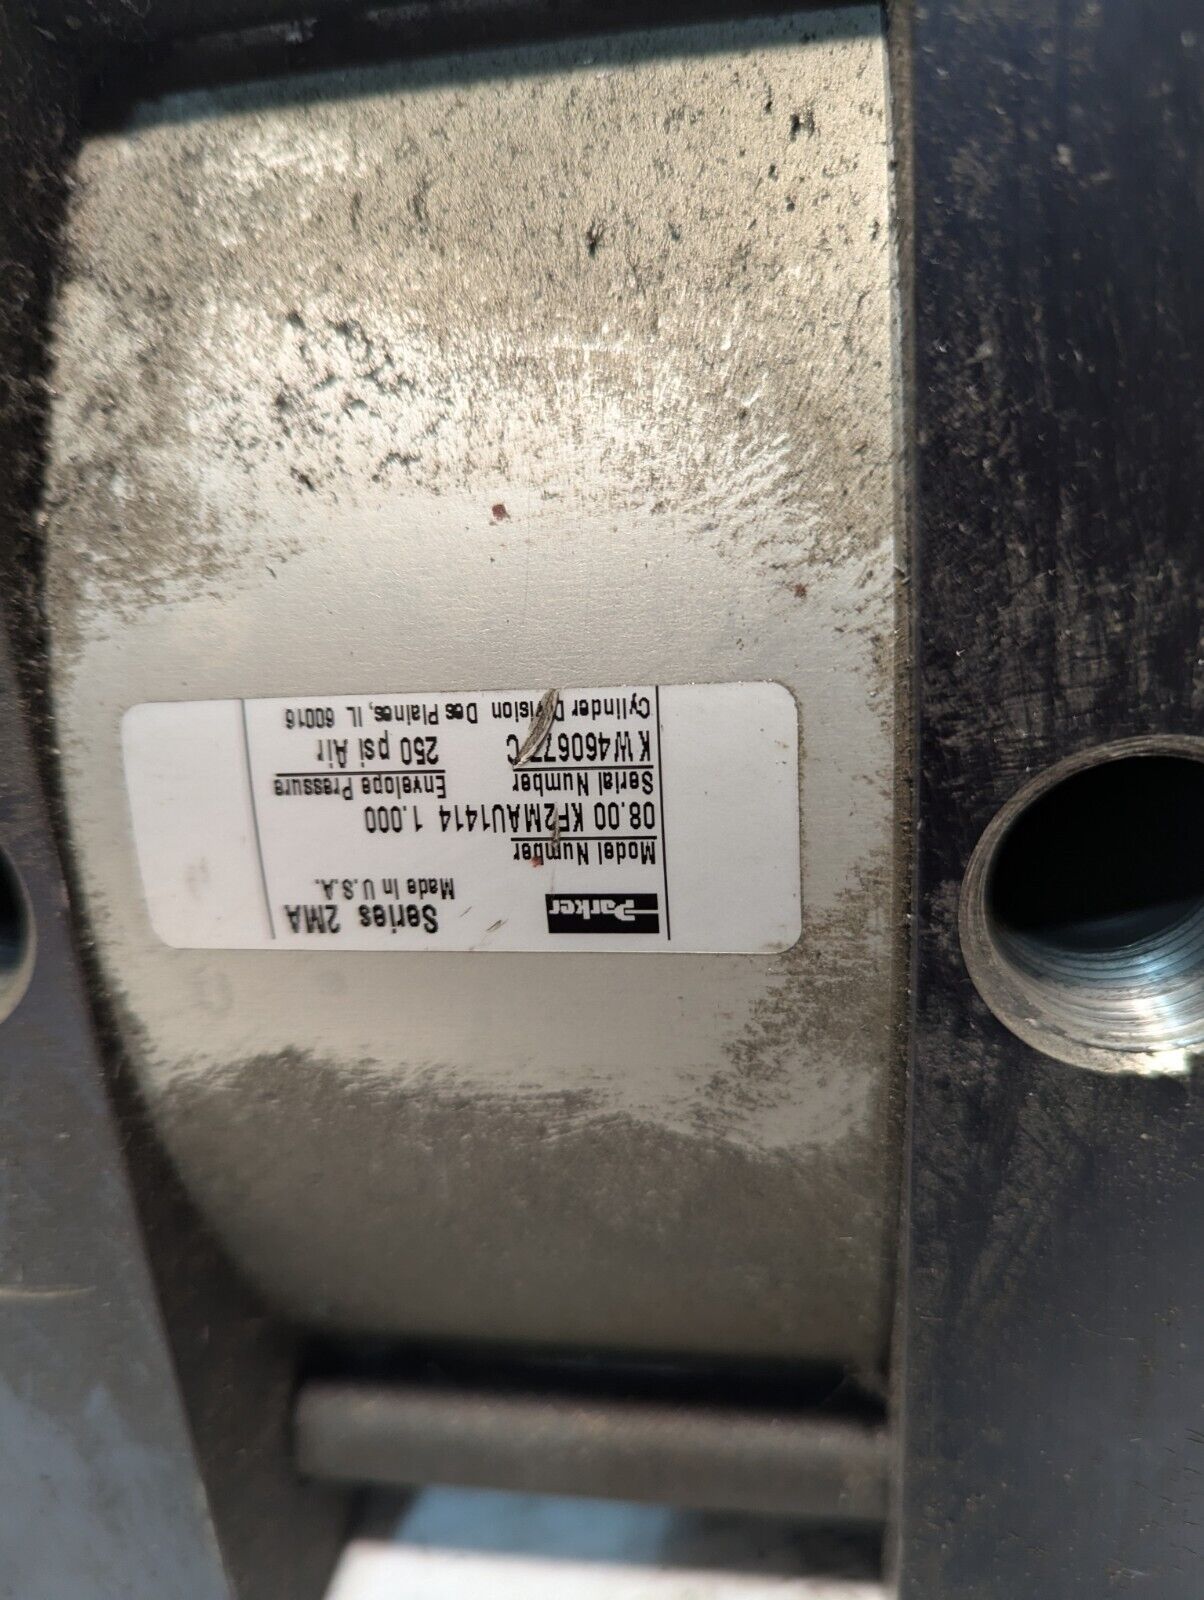 Parker Series 2MA
Made in U.S.A.
Model Number
08.00 KF2MAU1414 1.000
Serial Number Envelope Pressure
250 psi Air
Cylinder Division Des Plaines, IL 60016